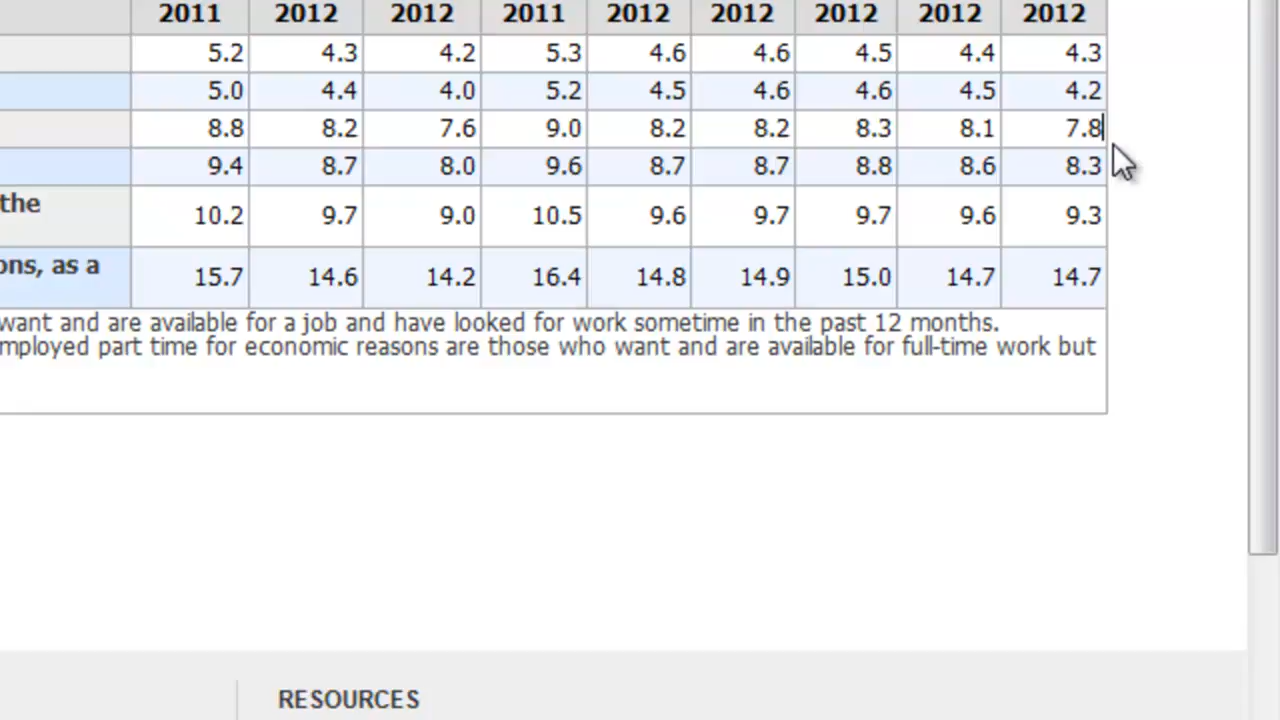 2011 2012 2012 2011 2012 2012 2012 2012 2012
5.2 4.3 4.2 5.3 4.6 4.6 4.5 4.4 4.3
5.0 4.4 4.0 5.2 4.5 4.6 4.6 4.5 4.2
8.8 8.2 7.6 9.0 8.2 8.2 8.3 8.1 7.8
9.4 8.7 8.0 9.6 8.7 8.7 8.8 8.6 8.3
the
10.2 9.7 9.0 10.5 9.6 9.7 9.7 9.6 9.3
ons, as a
15.7 14.6 14.2 16.4 14.8 14.9 15.0 14.7 14.7
want and are available for a job and have looked for work sometime in the past 12 months.
mployed part time for economic reasons are those who want and are available for full-time work but
RESOURCES